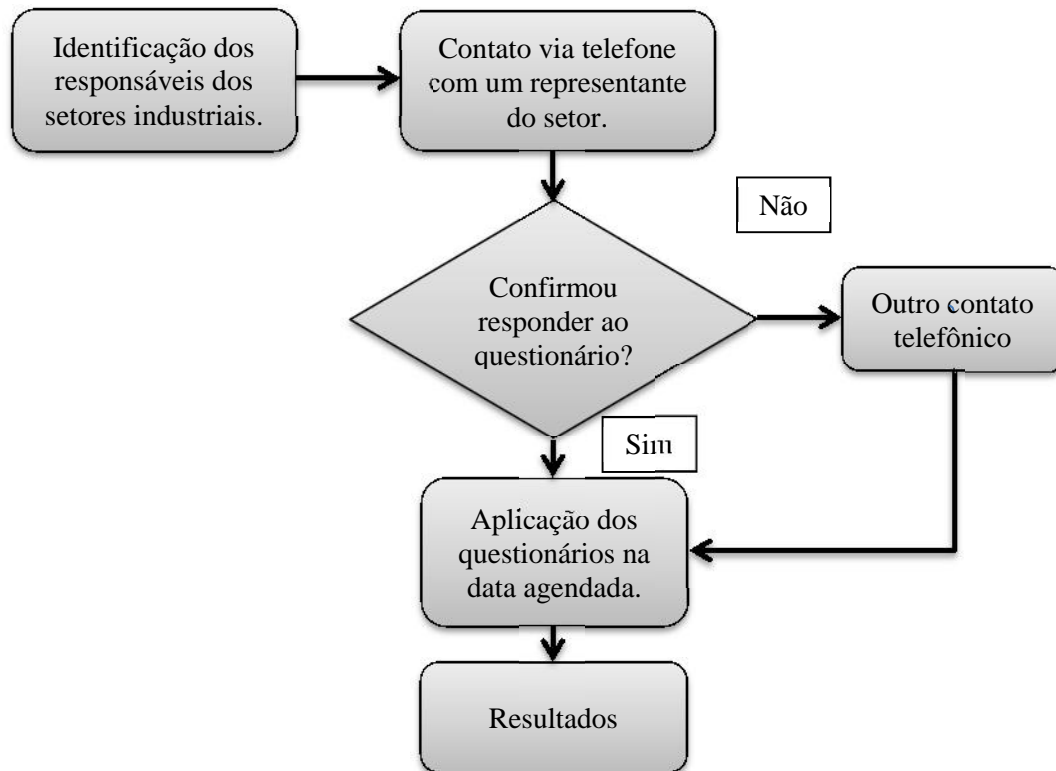 Identificação dos
responsáveis dos
setores industriais.
Contato via telefone
com um representante
do setor.
Não
Confirmou
responder ao
questionário?
Outro contato
telefônico
Sim
Aplicação dos
questionários na
data agendada.
Resultados